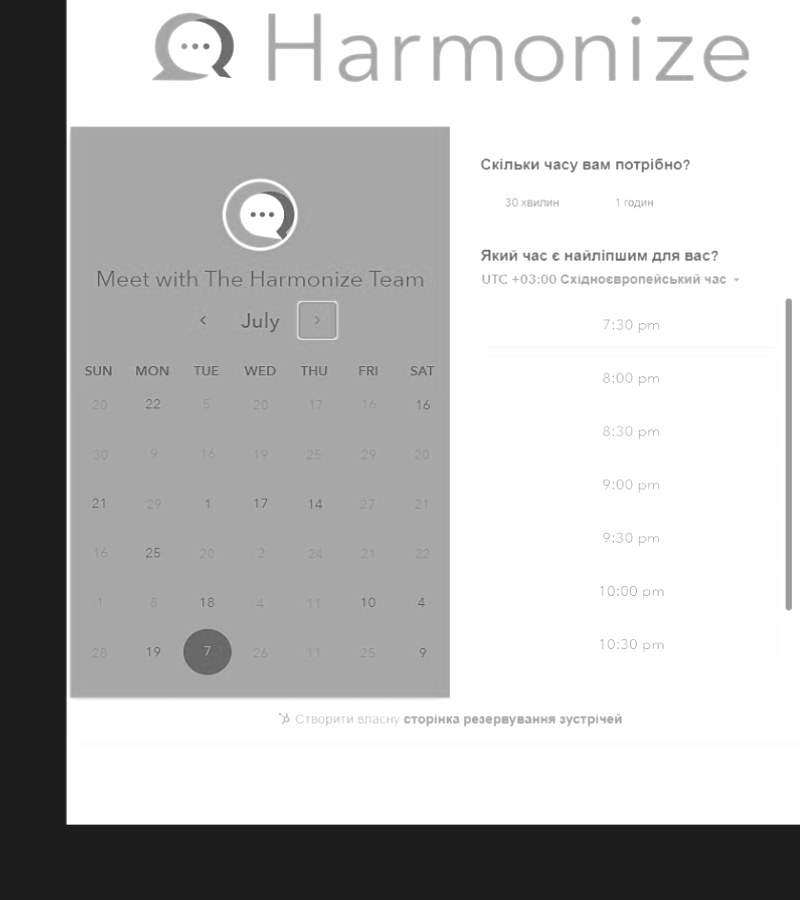 Harmonize
Meet with The Harmonize Team
July
SUN MON TUE WED THU FRI SAT
20 22 5 20 17 16 16
30 9 16 19 25 29 20
21 29 1 17 14 27 21
16 25 20 2 24 21 22
1 8 18 4 11 10 4
28 19 7 26 11 25 9
Скільки часу вам потрібно?
30 хвилин 1 годин
Який час є найліпшим для вас?
UTC +03:00 Східноєвропейський час
7:30 pm
8:00 pm
8:30 pm
9:00 pm
9:30 pm
10:00 pm
10:30 pm
Створити власну сторінка резервування зустрічей